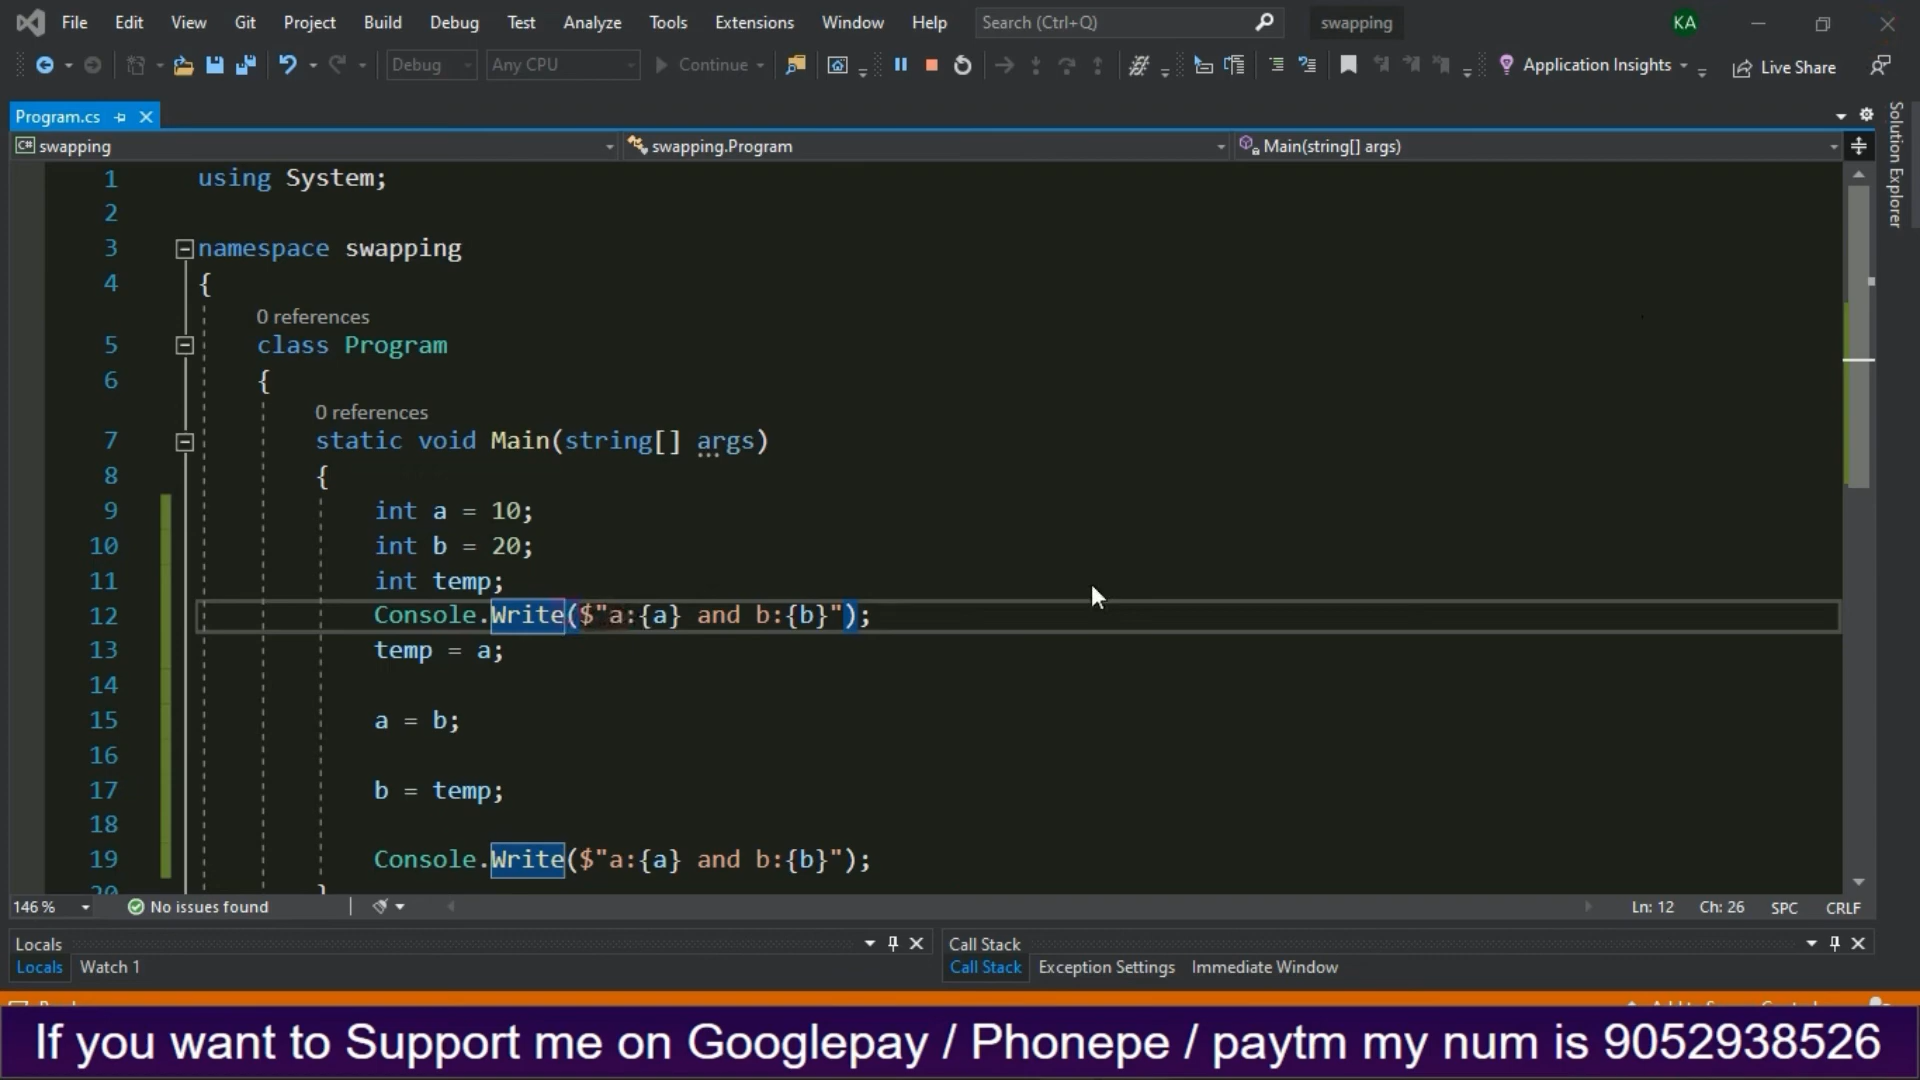 File Edit View Git Project Build Debug Test Analyze Tools Extensions Window Help Search (Ctrl+Q) swapping KA
Debug Any CPU Continue Application Insights Live Share
Program.cs
swapping swapping.Program Main(string[] args)
Solution Explorer
1 using System;
2
3 namespace swapping
4 {
0 references
5 class Program
6 {
0 references
7 static void Main(string[] args)
8 {
9 int a = 10;
10 int b = 20;
11 int temp;
12 Console.Write($"a:{a} and b:{b}");
13 temp = a;
14
15 a = b;
16
17 b = temp;
18
19 Console.Write($"a:{a} and b:{b}");
20 }
146 % No issues found Ln: 12 Ch: 26 SPC CRLF
Locals Call Stack
Locals Watch 1 Call Stack Exception Settings Immediate Window
If you want to Support me on Googlepay / Phonepe / paytm my num is 9052938526